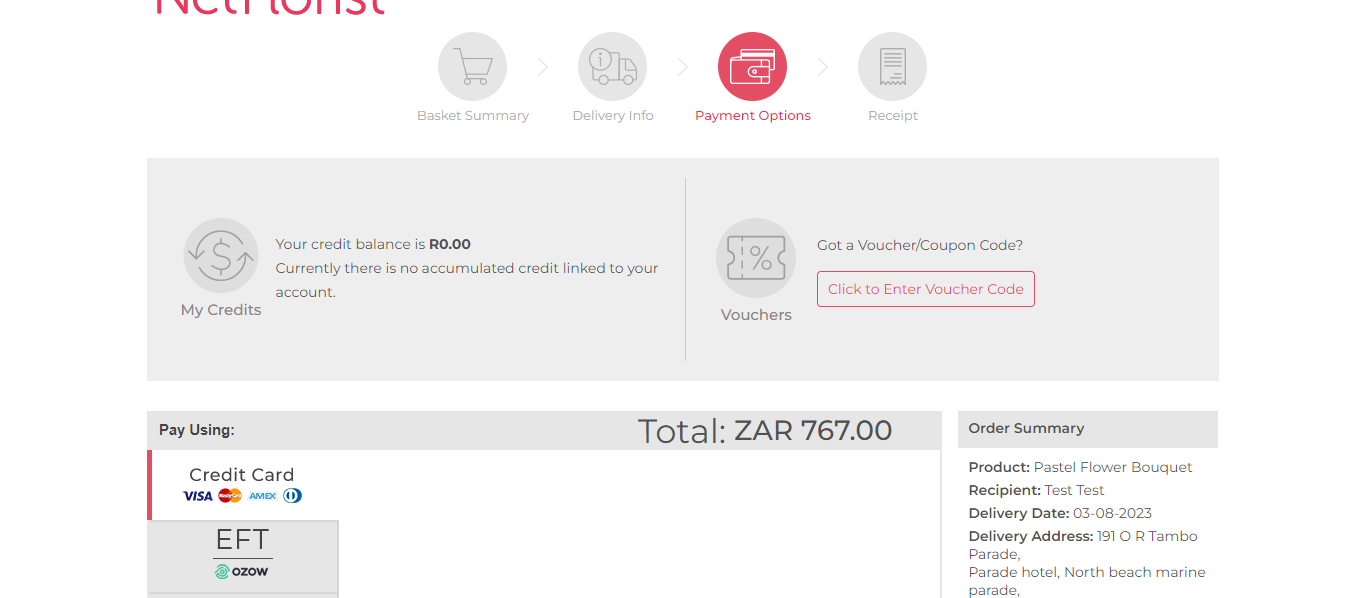 NetFlorist
Basket Summary
Delivery Info
Payment Options
Receipt
Your credit balance is R0.00
Currently there is no accumulated credit linked to your
account.
My Credits
Got a Voucher/Coupon Code?
Click to Enter Voucher Code
Vouchers
Pay Using:
Total: ZAR 767.00
Credit Card
VISA MasterCard AMEX
EFT
OZOW
Order Summary
Product: Pastel Flower Bouquet
Recipient: Test Test
Delivery Date: 03-08-2023
Delivery Address: 191 O R Tambo
Parade,
Parade hotel, North beach marine
parade,